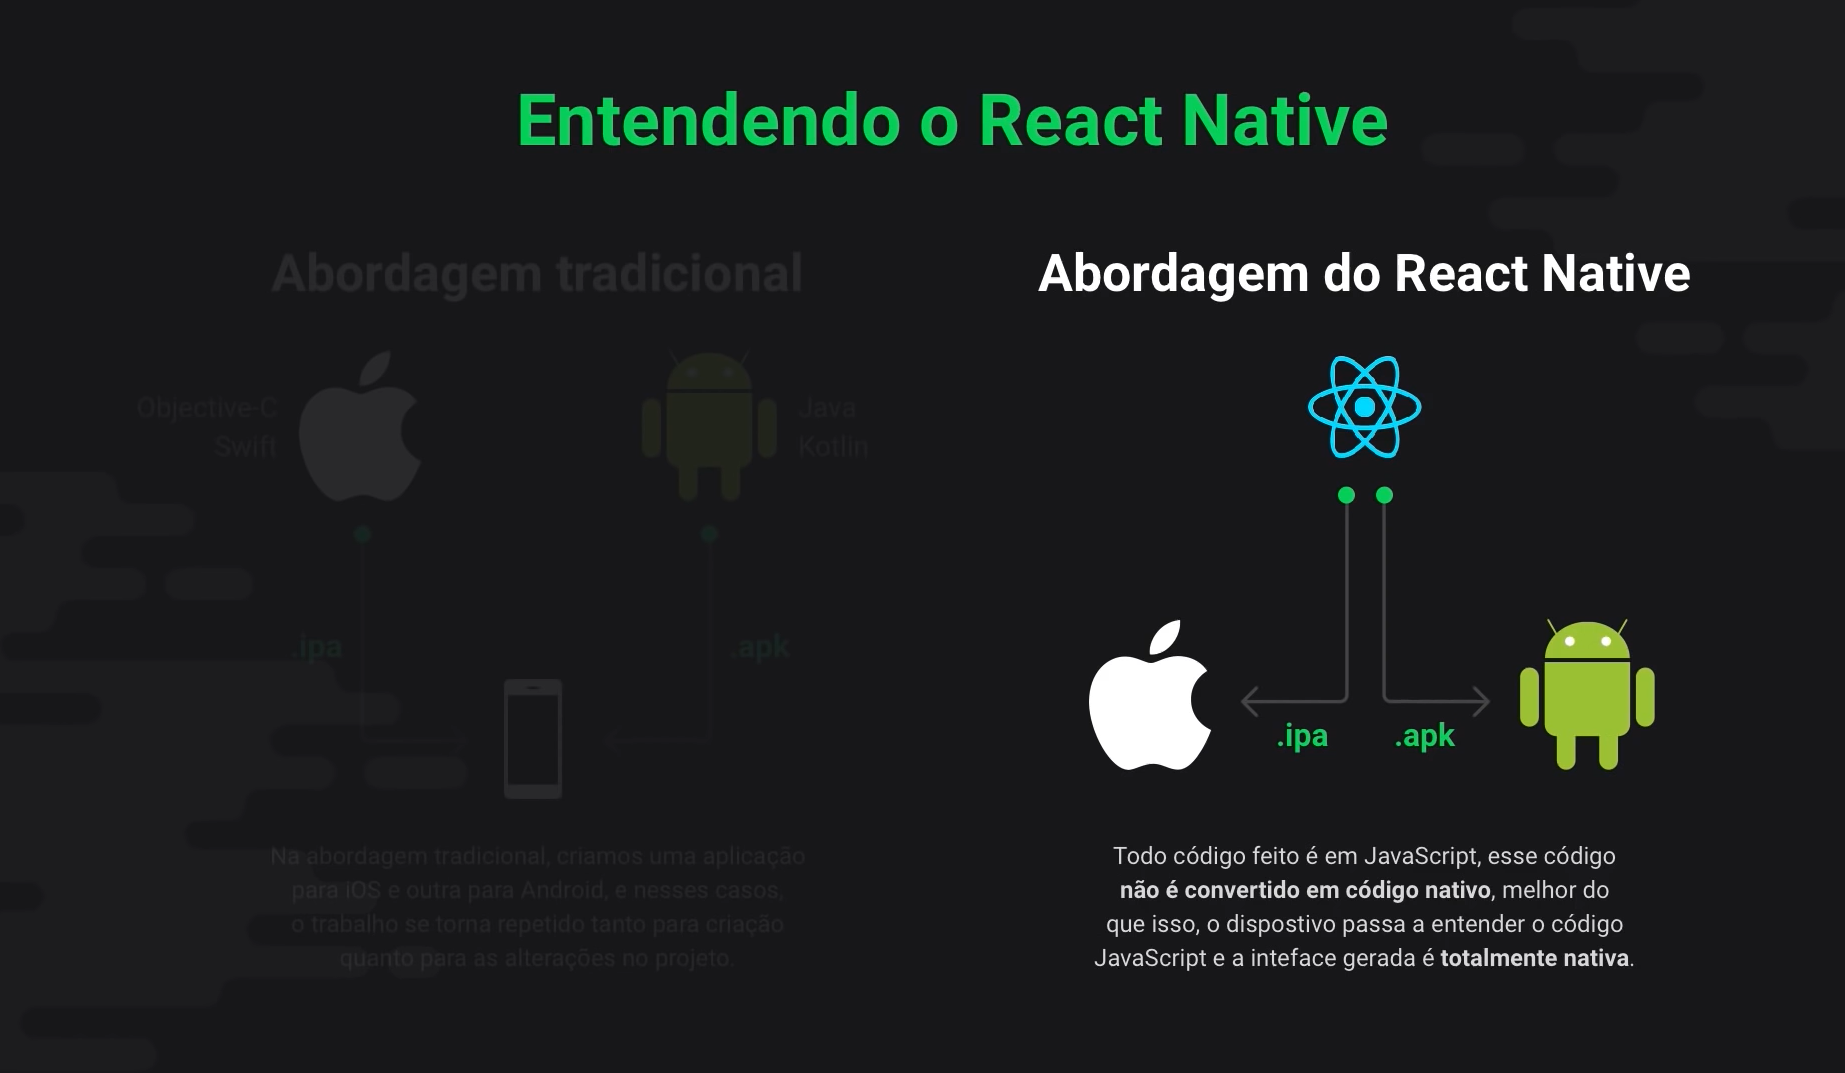 Entendendo o React Native
Abordagem tradicional
Objective-C
Swift
Java
Kotlin
.ipa
.apk
Na abordagem tradicional, criamos uma aplicação
para iOS e outra para Android, e nesses casos,
o trabalho se torna repetido tanto para criação
quanto para as alterações no projeto.
Abordagem do React Native
.ipa
.apk
Todo código feito é em JavaScript, esse código
não é convertido em código nativo, melhor do
que isso, o dispostivo passa a entender o código
JavaScript e a inteface gerada é totalmente nativa.